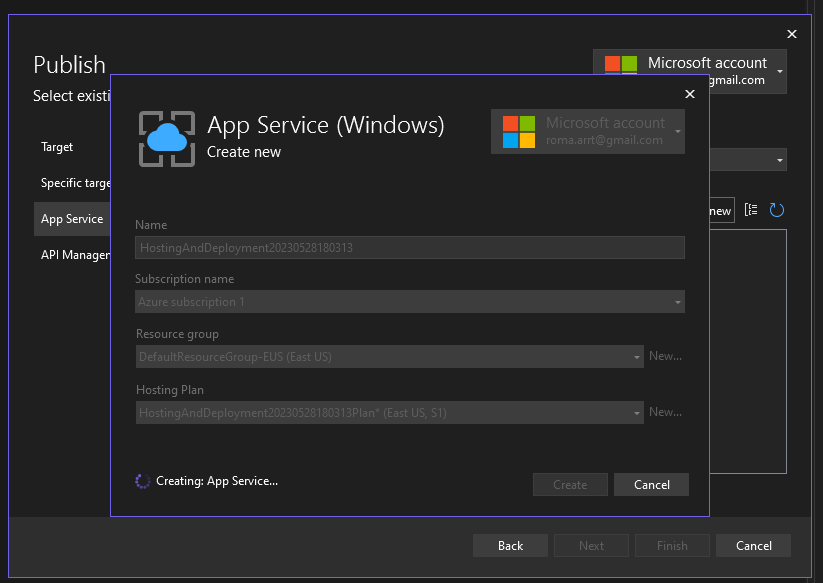 Publish
Select existi
Microsoft account
gmail.com
Target
Specific targe
App Service
API Manager
new
App Service (Windows)
Create new
Microsoft account
roma.arrt@gmail.com
Name
HostingAndDeployment20230528180313
Subscription name
Azure subscription 1
Resource group
DefaultResourceGroup-EUS (East US)
New...
Hosting Plan
HostingAndDeployment20230528180313Plan* (East US, S1)
New...
Creating: App Service...
Create
Cancel
Back
Next
Finish
Cancel